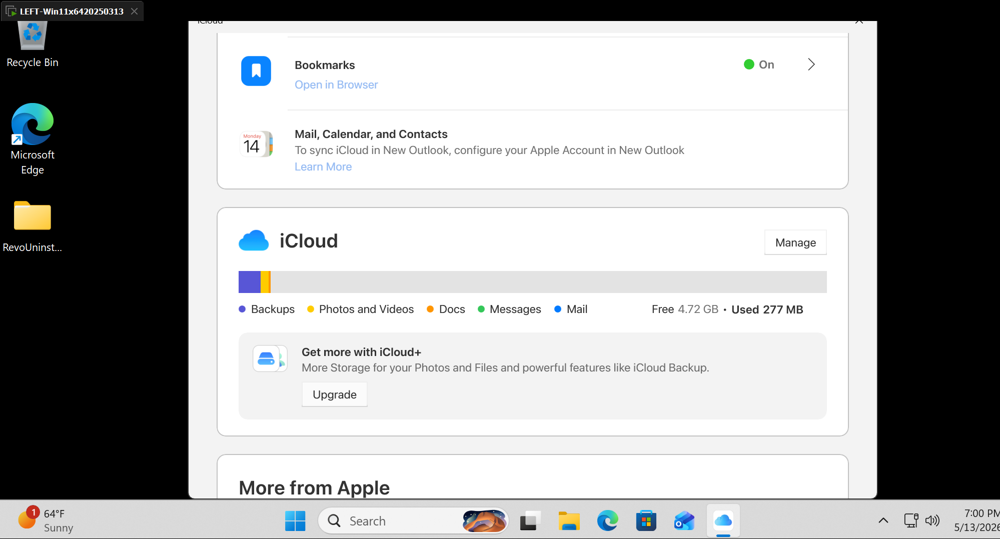 LEFT-Win11x6420250313
iCloud
Recycle Bin
Microsoft
Edge
RevoUninst...
Bookmarks
Open in Browser
On
Monday
14
Mail, Calendar, and Contacts
To sync iCloud in New Outlook, configure your Apple Account in New Outlook
Learn More
iCloud
Manage
Backups
Photos and Videos
Docs
Messages
Mail
Free 4.72 GB • Used 277 MB
Get more with iCloud+
More Storage for your Photos and Files and powerful features like iCloud Backup.
Upgrade
More from Apple
1
64°F
Sunny
Search
7:00 PM
5/13/2026